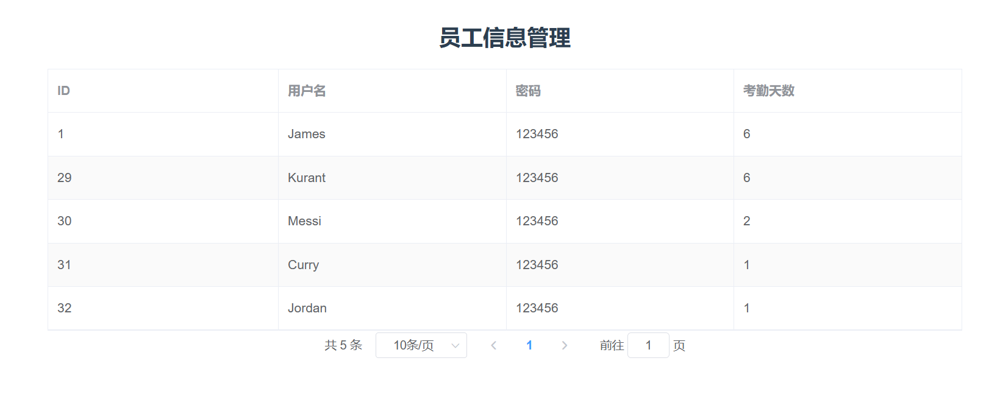 员工信息管理
ID 用户名 密码 考勤天数
1 James 123456 6
29 Kurant 123456 6
30 Messi 123456 2
31 Curry 123456 1
32 Jordan 123456 1
共 5 条 10条/页 1 前往 1 页